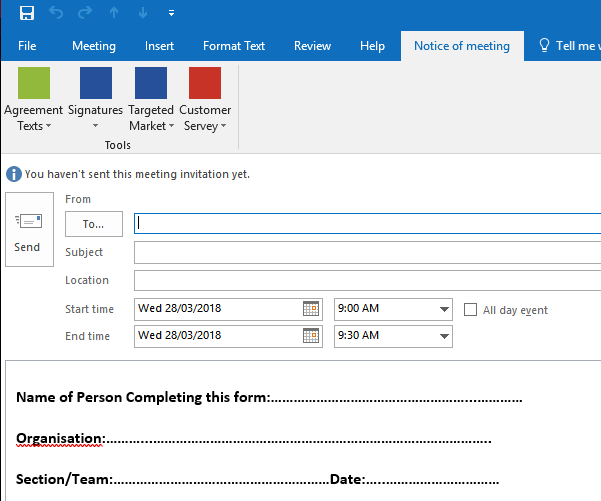 File Meeting Insert Format Text Review Help Notice of meeting Tell me
Agreement Signatures Targeted Customer
Texts Market Servey
Tools
You haven't sent this meeting invitation yet.
From
To...
Send
Subject
Location
Start time Wed 28/03/2018 9:00 AM All day event
End time Wed 28/03/2018 9:30 AM
Name of Person Completing this form:……………………………………………………
Organisation:……………………………………………………………………………
Section/Team:……………………………………………Date:……………………………